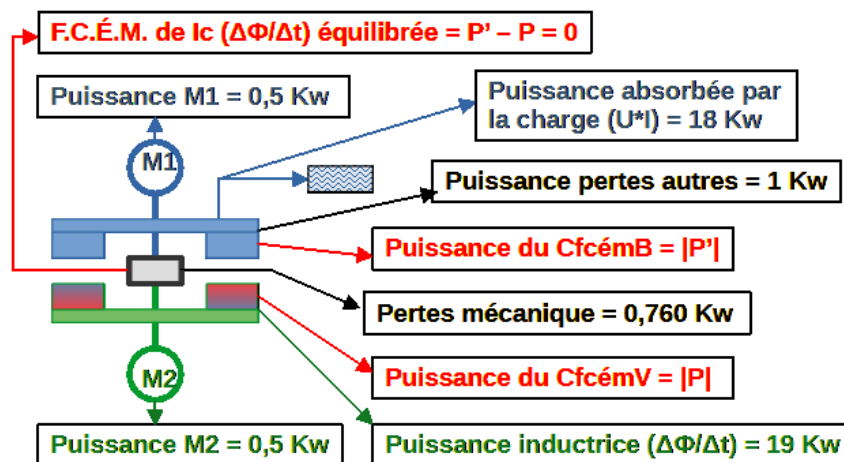 F.C.É.M. de Ic (ΔΦ/Δt) équilibrée = P’ – P = 0
Puissance M1 = 0,5 Kw
Puissance absorbée par
la charge (U*I) = 18 Kw
M1
Puissance pertes autres = 1 Kw
Puissance du CfcémB = |P’|
Pertes mécanique = 0,760 Kw
M2
Puissance du CfcémV = |P|
Puissance M2 = 0,5 Kw
Puissance inductrice (ΔΦ/Δt) = 19 Kw